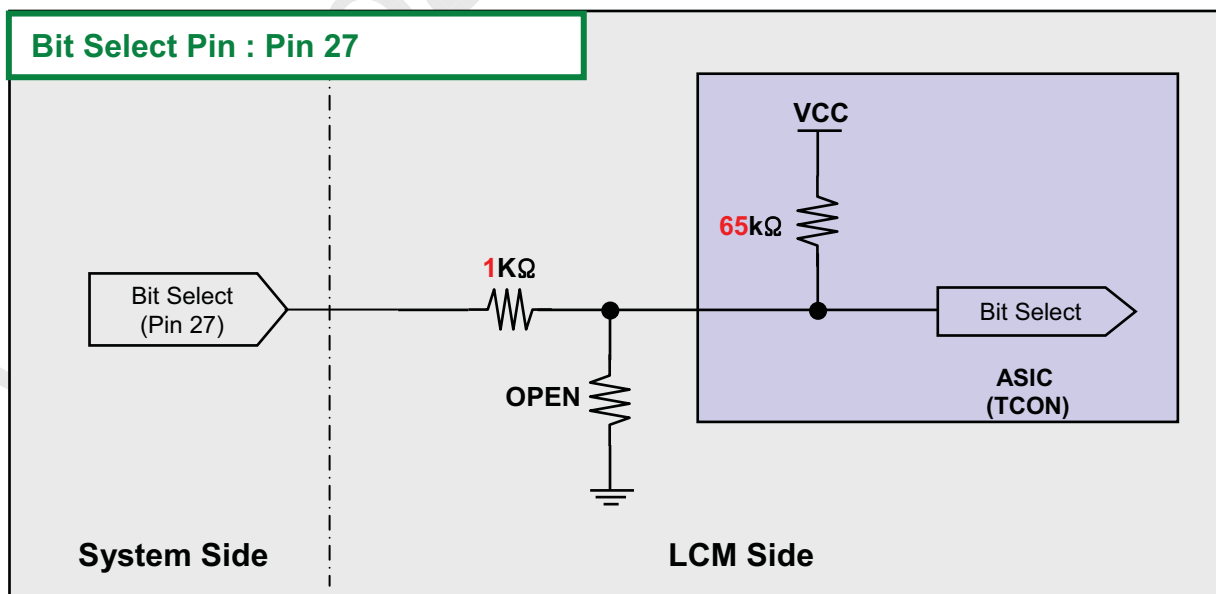 Bit Select Pin : Pin 27
VCC
65kΩ
1KΩ
Bit Select
(Pin 27)
Bit Select
OPEN
ASIC
(TCON)
System Side
LCM Side